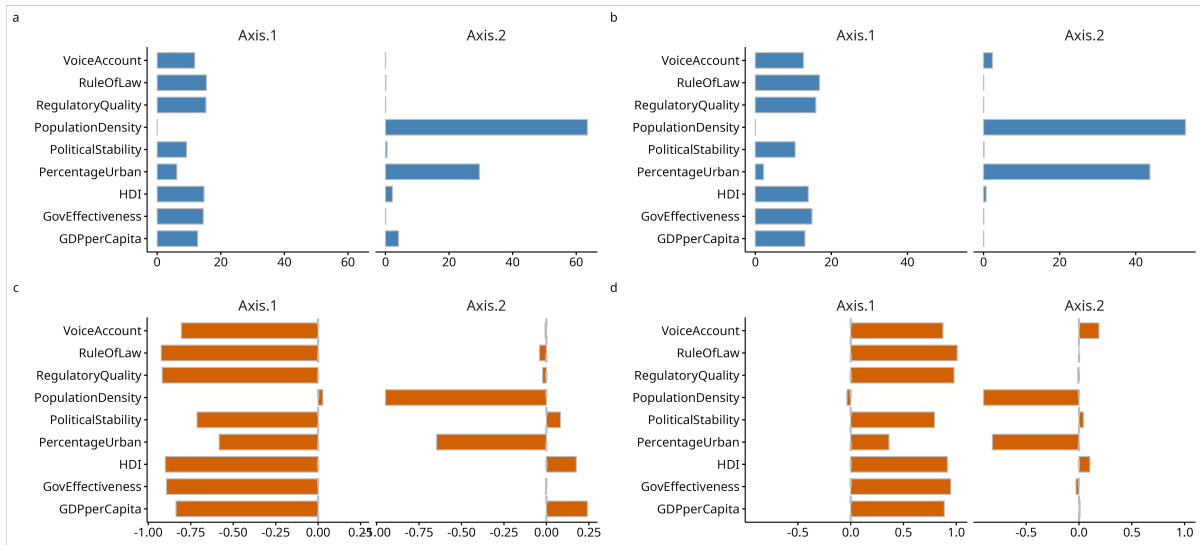 a
Axis.1 Axis.2
VoiceAccount
RuleOfLaw
RegulatoryQuality
PopulationDensity
PoliticalStability
PercentageUrban
HDI
GovEffectiveness
GDPperCapita
0 20 40 60 0 20 40 60
b
Axis.1 Axis.2
VoiceAccount
RuleOfLaw
RegulatoryQuality
PopulationDensity
PoliticalStability
PercentageUrban
HDI
GovEffectiveness
GDPperCapita
0 20 40 0 20 40
c
Axis.1 Axis.2
VoiceAccount
RuleOfLaw
RegulatoryQuality
PopulationDensity
PoliticalStability
PercentageUrban
HDI
GovEffectiveness
GDPperCapita
-1.00 -0.75 -0.50 -0.25 0.00 0.25 -1.00 -0.75 -0.50 -0.25 0.00 0.25
d
Axis.1 Axis.2
VoiceAccount
RuleOfLaw
RegulatoryQuality
PopulationDensity
PoliticalStability
PercentageUrban
HDI
GovEffectiveness
GDPperCapita
-0.5 0.0 0.5 1.0 -0.5 0.0 0.5 1.0